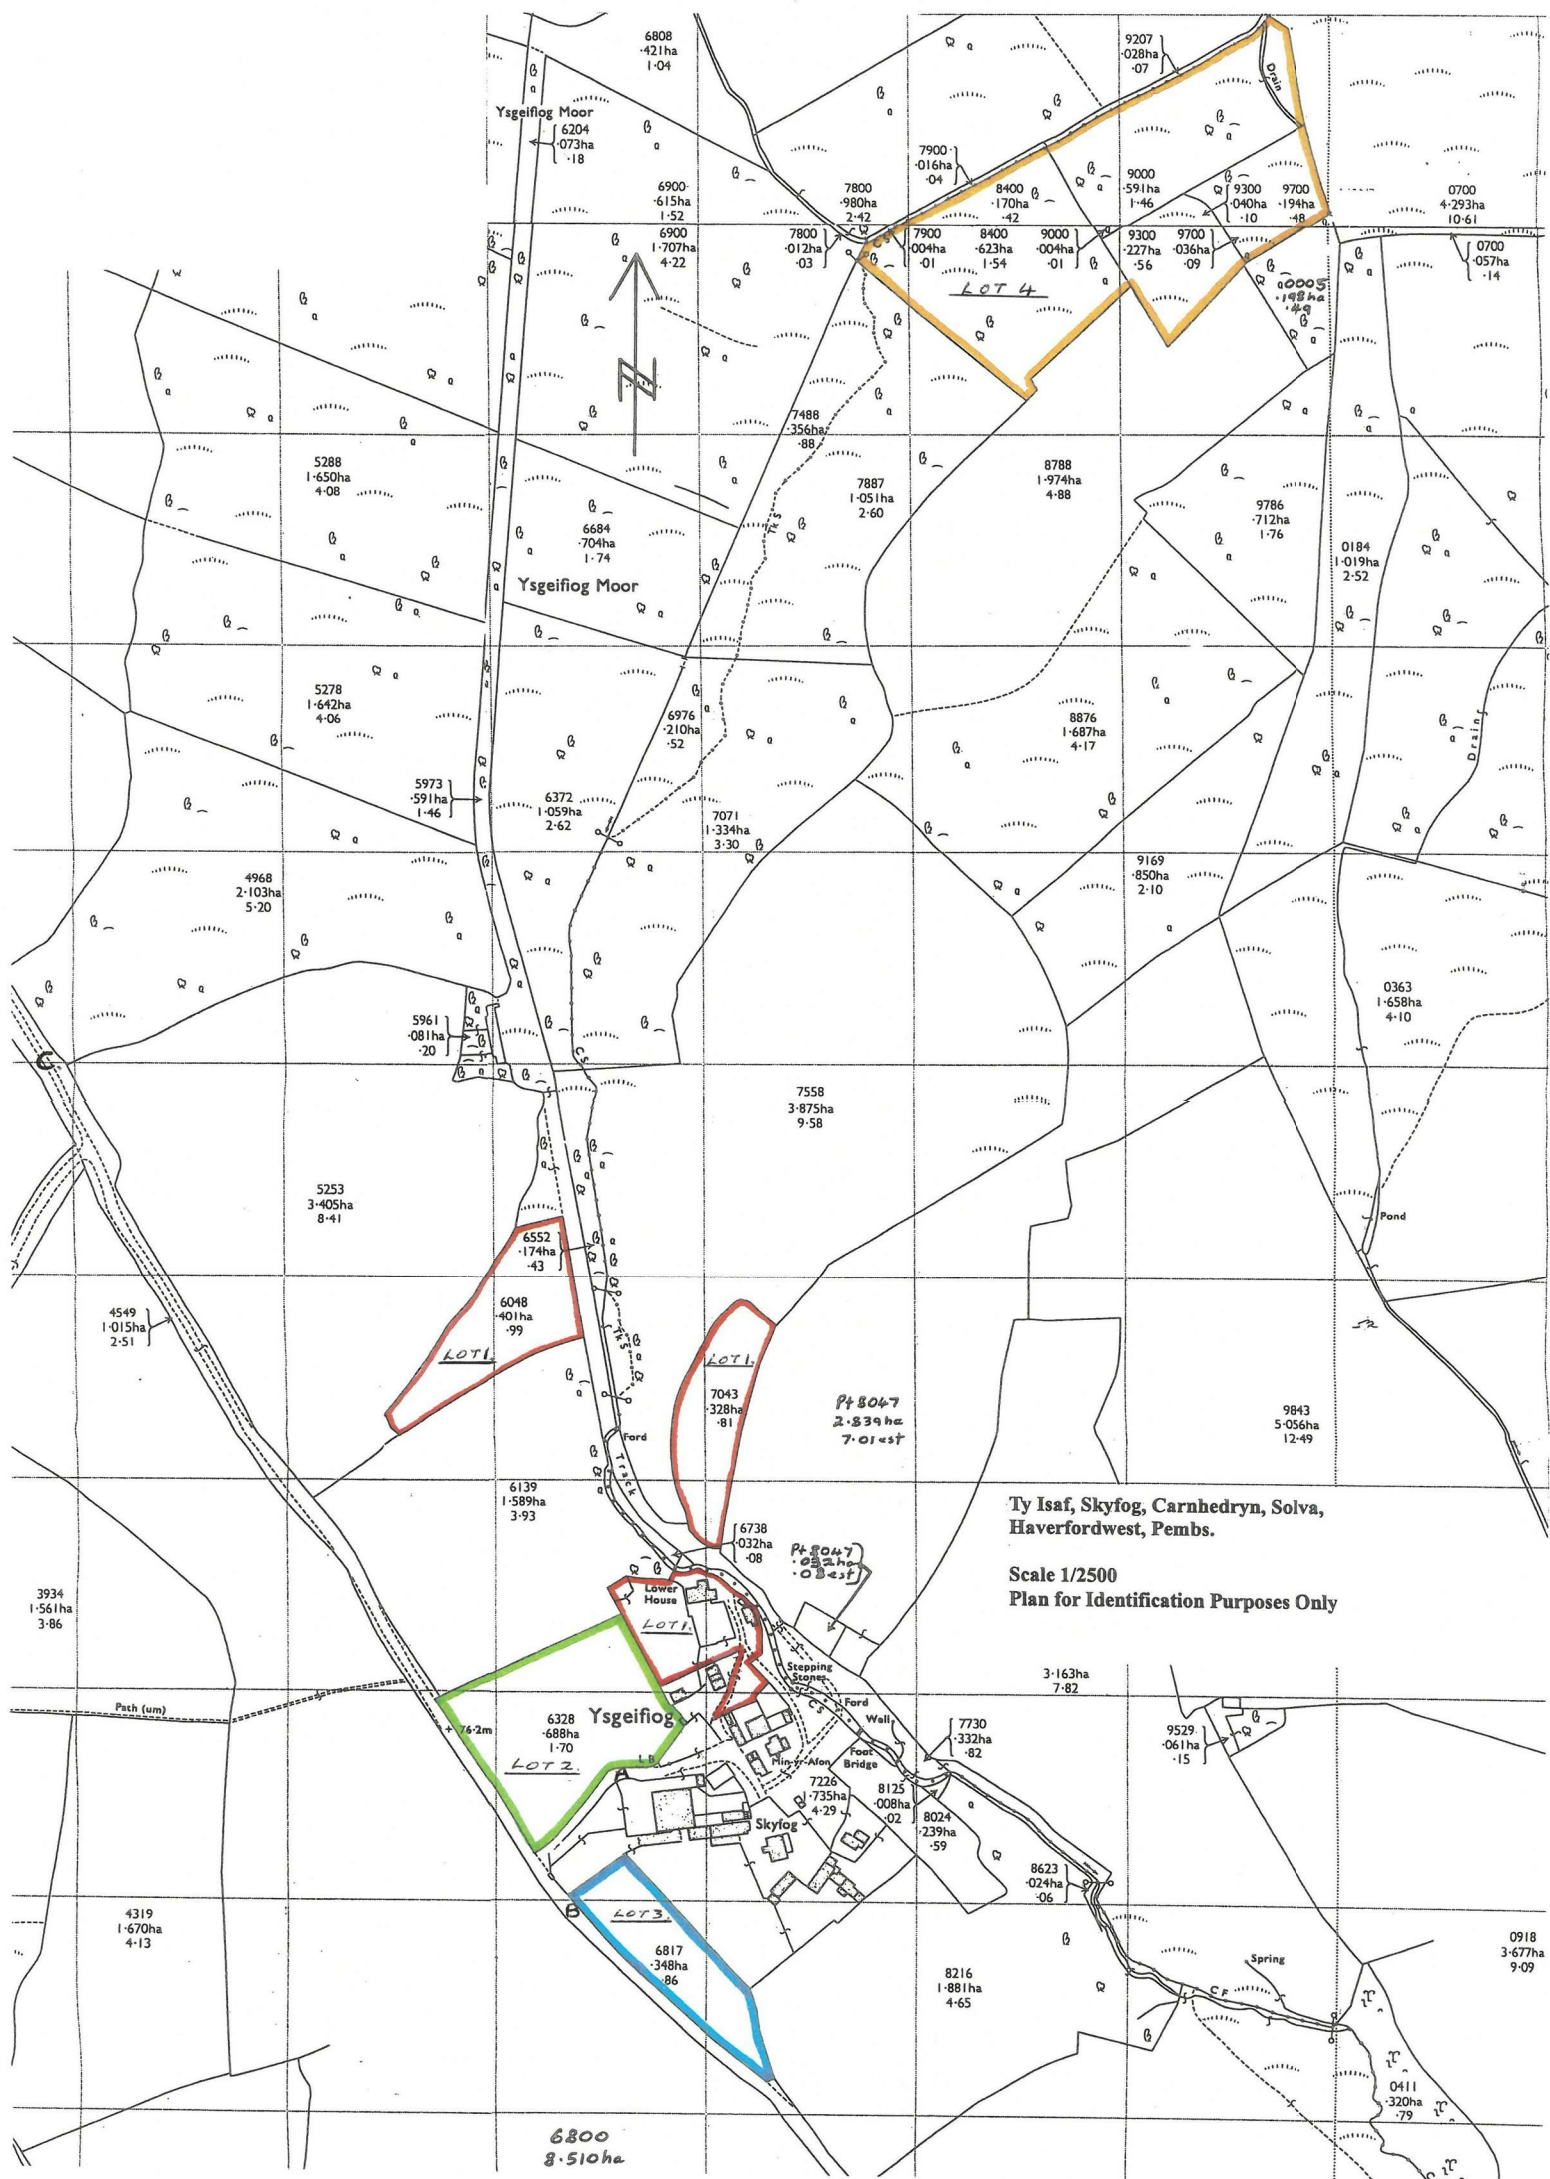 6808
.421ha
1.04
9207
.028ha
.07
Drain
Ysgeifiog Moor
6204
.073ha
.18
7900
.016ha
.04
6900
.615ha
1.52
7800
.980ha
2.42
8400
.170ha
.42
9000
.591ha
1.46
9300
.040ha
.10
9700
.194ha
.48
0700
4.293ha
10.61
6900
1.707ha
4.22
7800
.012ha
.03
CS
7900
.004ha
.01
8400
.623ha
1.54
9000
.004ha
.01
9300
.227ha
.56
9700
.036ha
.09
0700
.057ha
.14
LOT 4
0005
.198ha
.49
N
7488
.356ha
.88
5288
1.650ha
4.08
7887
1.051ha
2.60
8788
1.974ha
4.88
9786
.712ha
1.76
Tk S
6684
.704ha
1.74
0184
1.019ha
2.52
Ysgeifiog Moor
5278
1.642ha
4.06
6976
.210ha
.52
8876
1.687ha
4.17
Drain
5973
.591ha
1.46
6372
1.059ha
2.62
7071
1.334ha
3.30
4968
2.103ha
5.20
9169
.850ha
2.10
0363
1.658ha
4.10
5961
.081ha
.20
C
CS
7558
3.875ha
9.58
5253
3.405ha
8.41
Pond
6552
.174ha
.43
4549
1.015ha
2.51
6048
.401ha
.99
LOT 1.
Tk S
LOT 1.
7043
.328ha
.81
Pt 8047
2.839ha
7.01 est
9843
5.056ha
12.49
Ford
Track
6139
1.589ha
3.93
Ty Isaf, Skyfog, Carnhedryn, Solva,
Haverfordwest, Pembs.
6738
.032ha
.08
Pt 8047
.032ha
.08 est
Scale 1/2500
Plan for Identification Purposes Only
3934
1.561ha
3.86
Lower
House
LOT 1.
Stepping
Stones
3.163ha
7.82
Path (um)
76.2m
6328
.688ha
1.70
LOT 2.
Ysgeifiog
CS
Ford
Well
Foot
Bridge
7730
.332ha
.82
9529
.061ha
.15
L B
A
Min-yr-Afon
7226
1.735ha
4.29
8125
.008ha
.02
8024
.239ha
.59
Skyfog
8623
.024ha
.06
B
LOT 3.
4319
1.670ha
4.13
6817
.348ha
.86
0918
3.677ha
9.09
8216
1.881ha
4.65
Spring
C F
0411
.320ha
.79
6800
8.510ha
C F